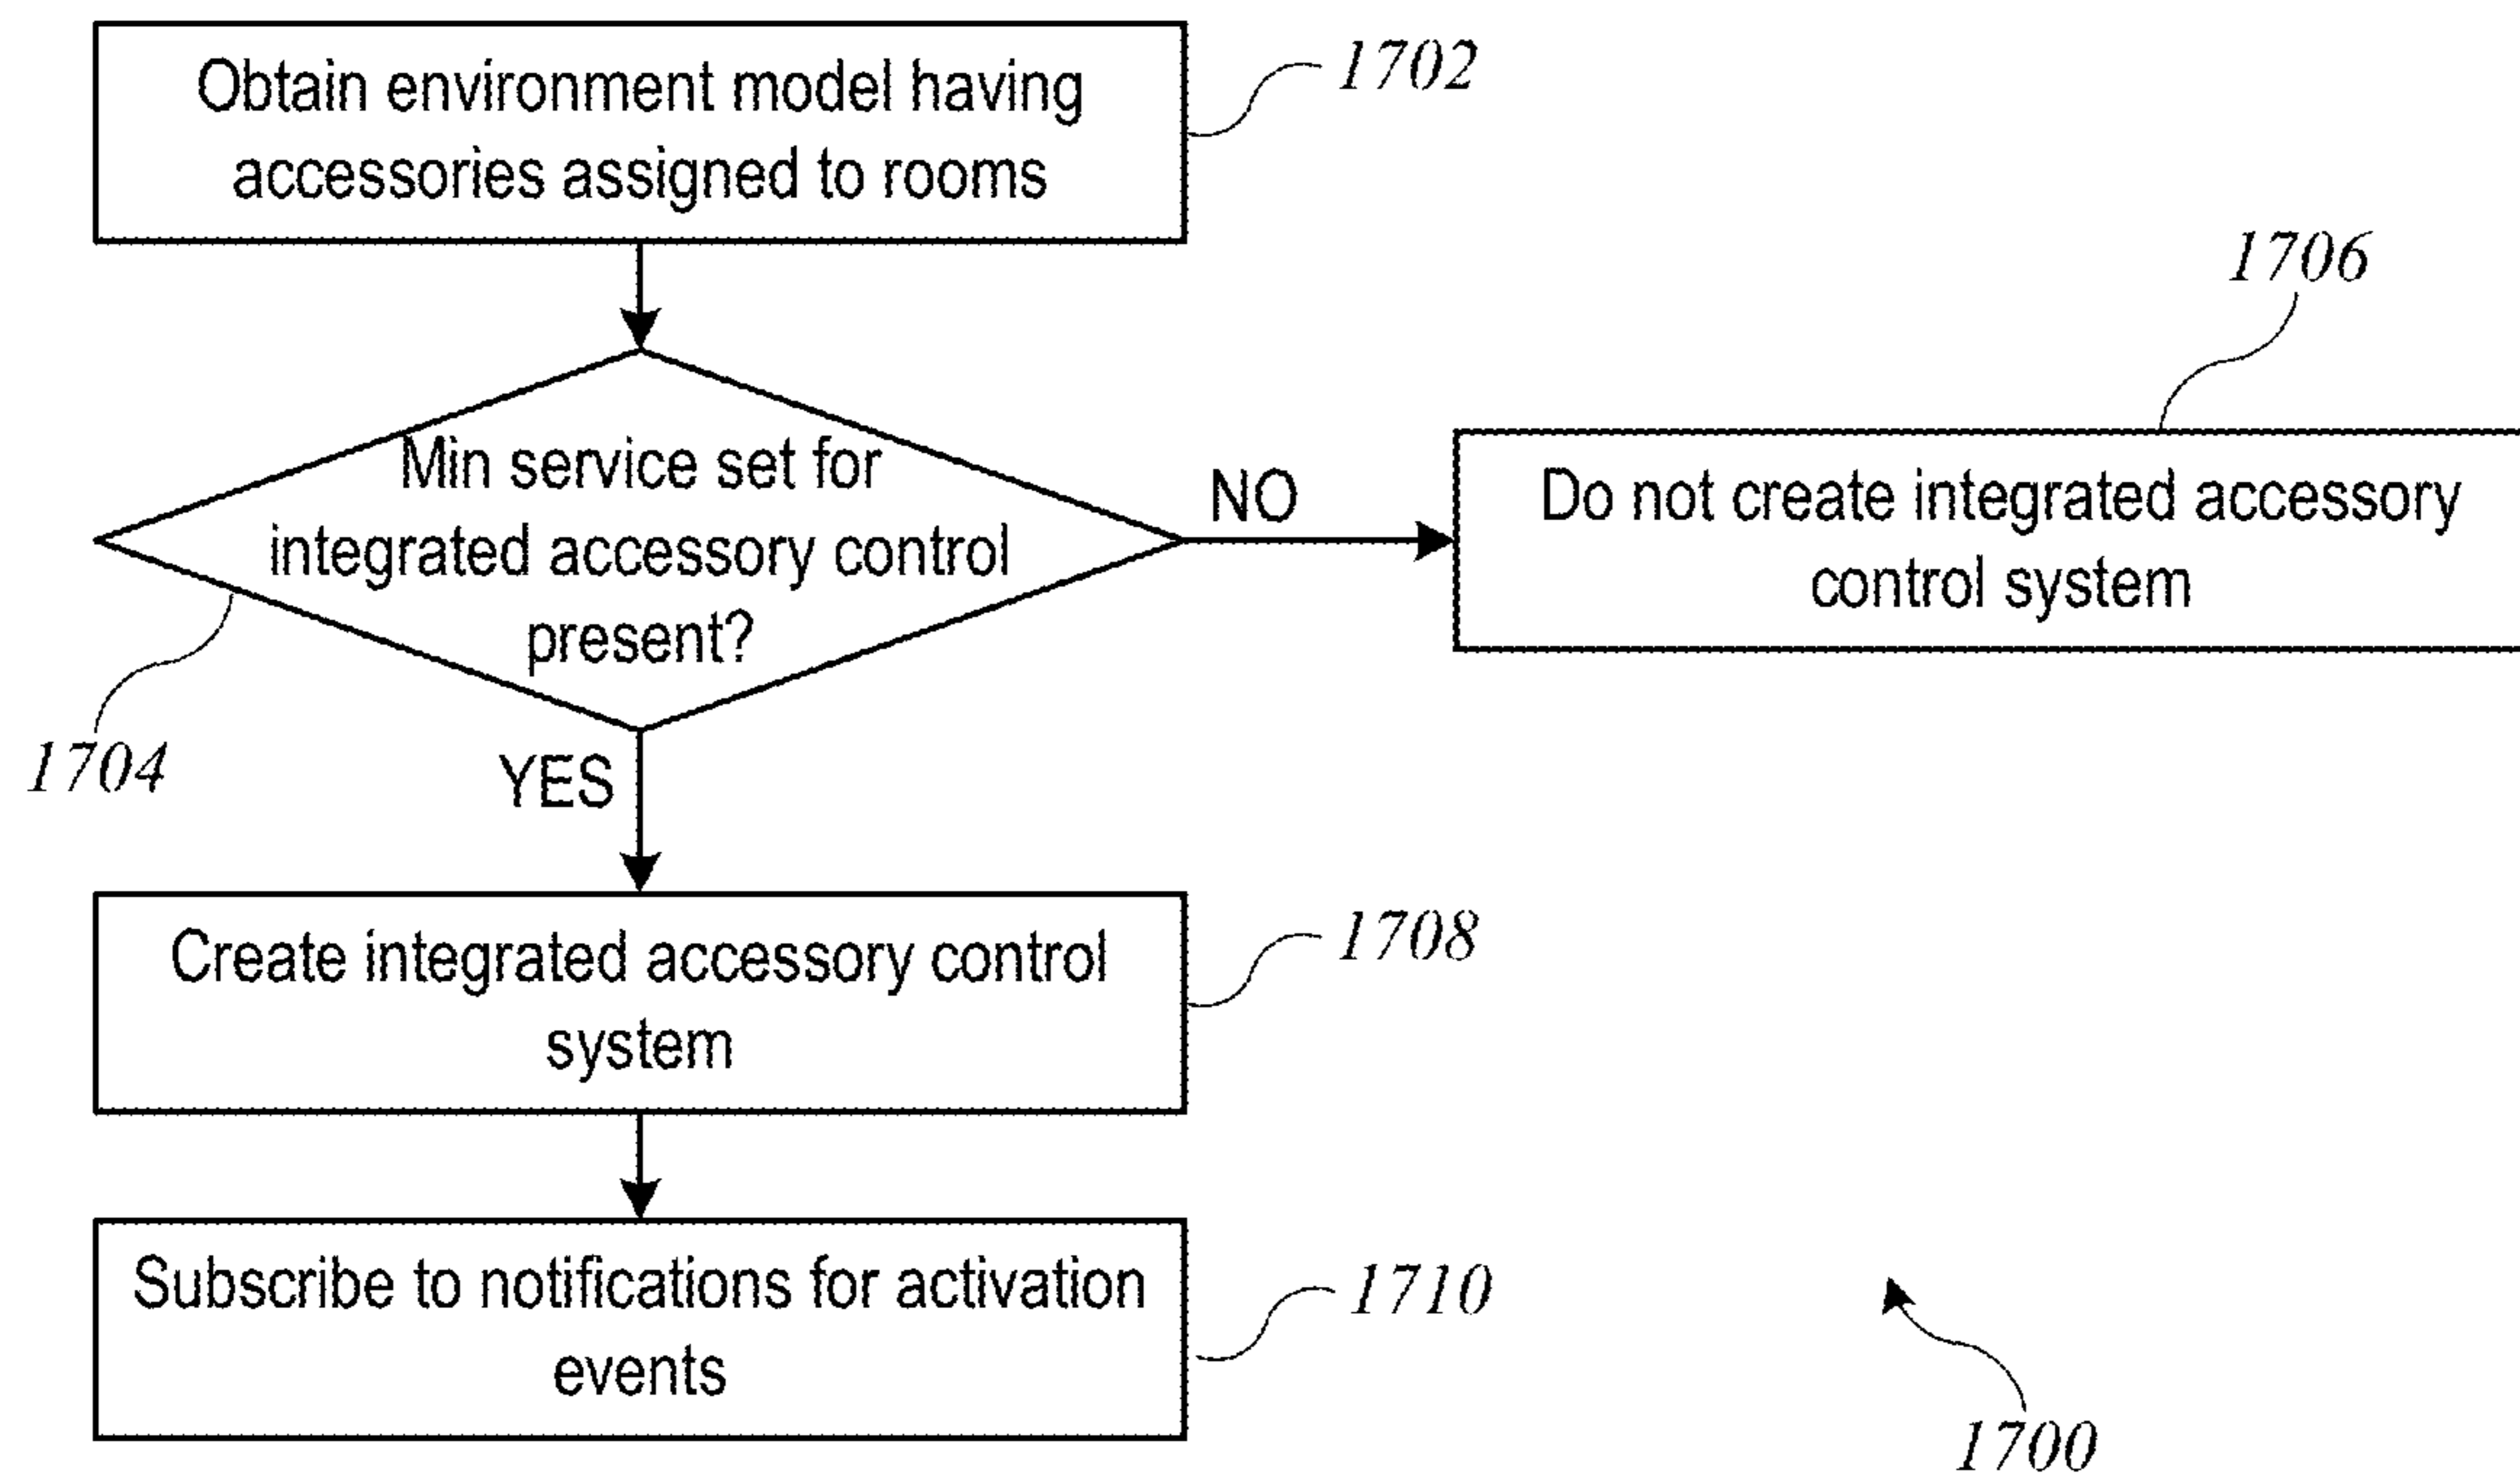 Obtain environment model having
accessories assigned to rooms
1702
1706
Min service set for
integrated accessory control
present?
1704
NO
Do not create integrated accessory
control system
YES
Create integrated accessory control
system
1708
Subscribe to notifications for activation
events
1710
1700